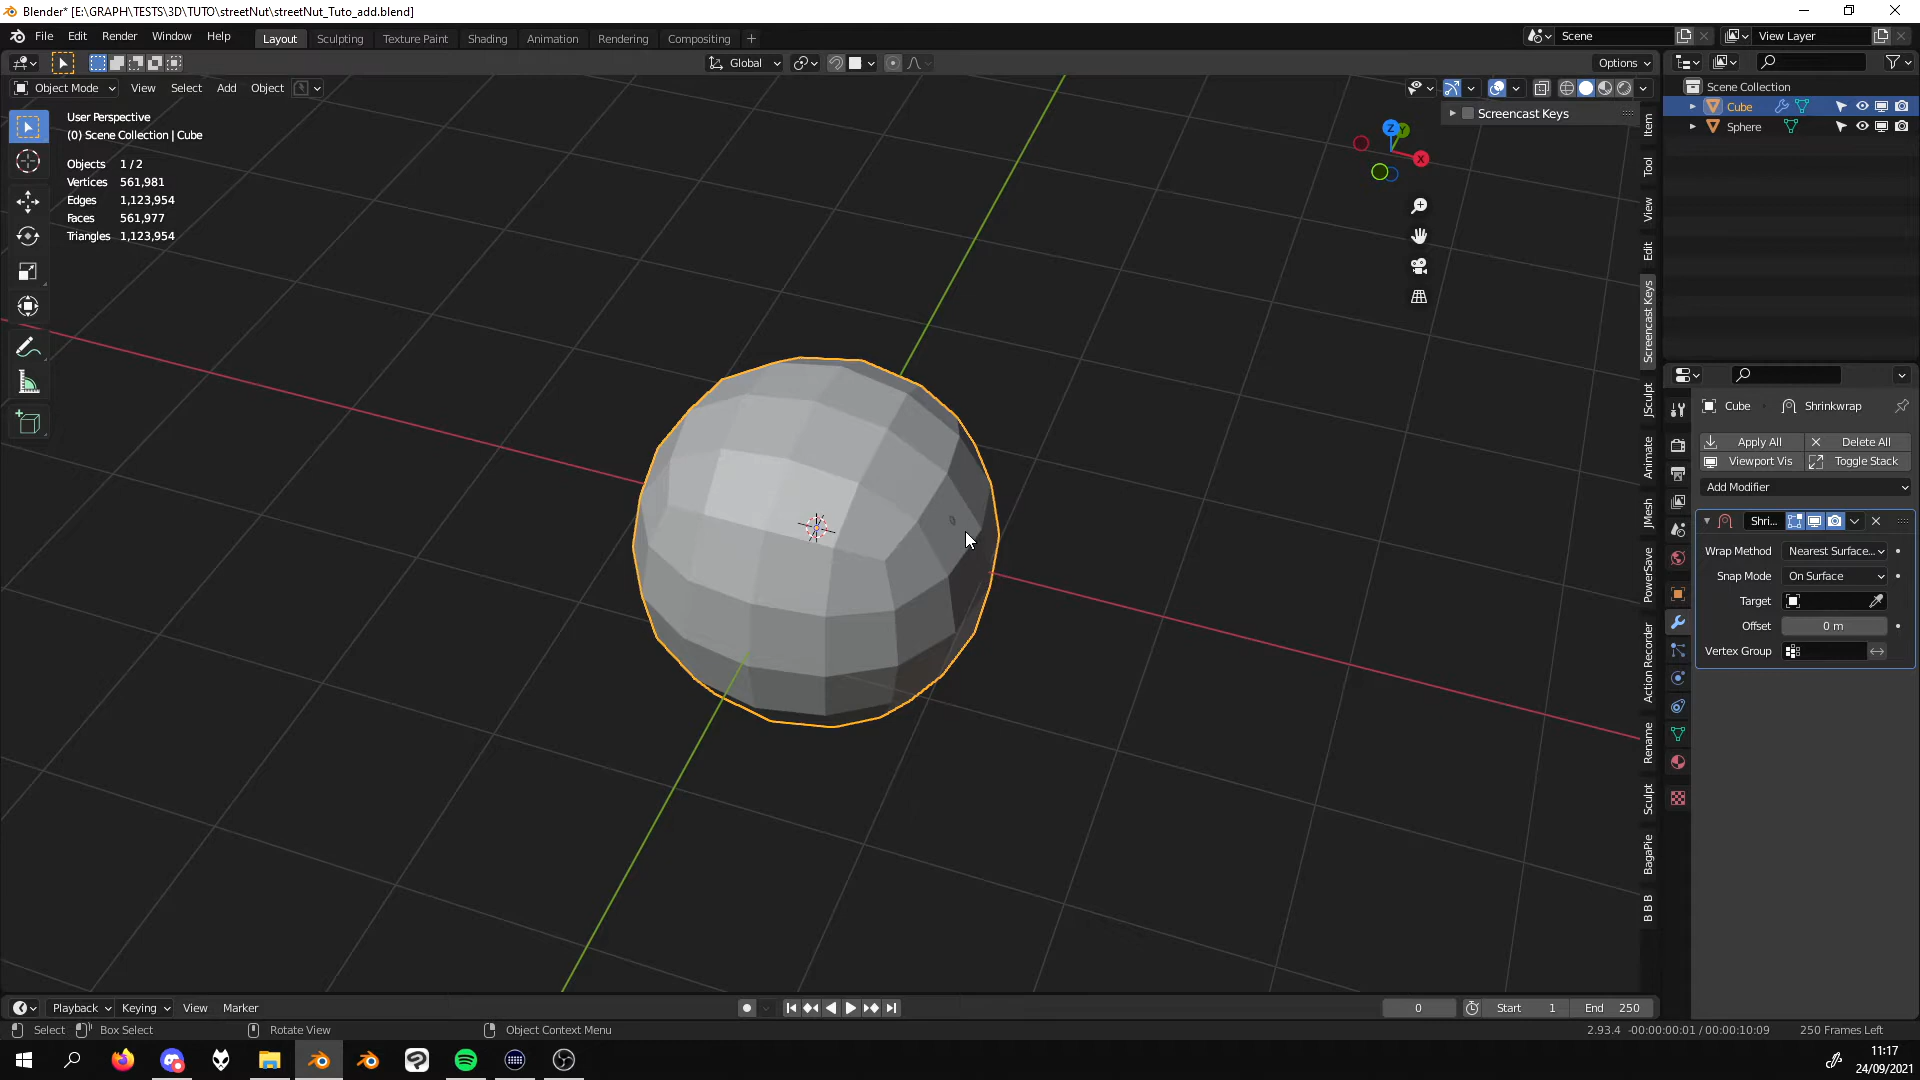 Blender* [E:\GRAPH\TESTS\3D\TUTO\streetNut\streetNut_Tuto_add.blend]
File Edit Render Window Help Layout Sculpting Texture Paint Shading Animation Rendering Compositing + Scene View Layer
Global Options
Object Mode View Select Add Object
Scene Collection
Cube
Sphere
Screencast Keys
User Perspective
(0) Scene Collection | Cube
Objects 1 / 2
Vertices 561,981
Edges 1,123,954
Faces 561,977
Triangles 1,123,954
Z
Y
X
Item
Tool
View
Edit
Screencast Keys
JSculpt
Animate
JMesh
PowerSave
Action Recorder
Rename
Sculpt
BagaPie
B B B
Cube Shrinkwrap
Apply All Delete All
Viewport Vis Toggle Stack
Add Modifier
Shri...
Wrap Method Nearest Surface...
Snap Mode On Surface
Target
Offset 0 m
Vertex Group
Playback Keying View Marker 0 Start 1 End 250
Select Box Select Rotate View Object Context Menu 2.93.4 -00:00:00:01 / 00:00:10:09 250 Frames Left
11:17
24/09/2021